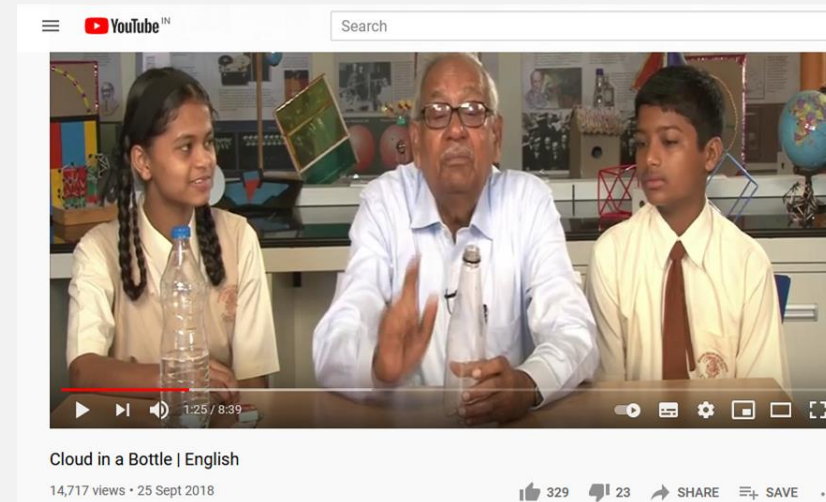 YouTube IN
Search
1:25 / 8:39
Cloud in a Bottle | English
14,717 views • 25 Sept 2018
329 23 SHARE SAVE